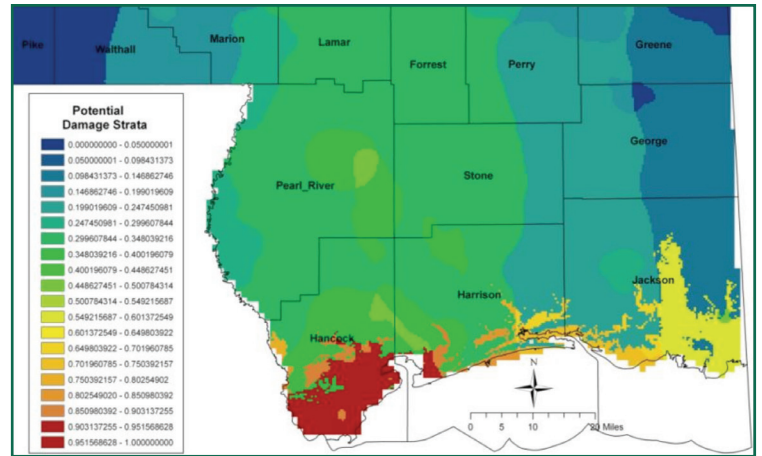 Pike
Walthall
Marion
Lamar
Forrest
Perry
Greene
George
Pearl_River
Stone
Hancock
Harrison
Jackson
Potential
Damage Strata
0.000000000 - 0.050000001
0.050000001 - 0.098431373
0.098431373 - 0.146862746
0.146862746 - 0.199019609
0.199019609 - 0.247450981
0.247450981 - 0.299607844
0.299607844 - 0.348039216
0.348039216 - 0.400196079
0.400196079 - 0.448627451
0.448627451 - 0.500784314
0.500784314 - 0.549215687
0.549215687 - 0.601372549
0.601372549 - 0.649803922
0.649803922 - 0.701960785
0.701960785 - 0.750392157
0.750392157 - 0.80254902
0.802549020 - 0.850980392
0.850980392 - 0.903137255
0.903137255 - 0.951568628
0.951568628 - 1.000000000
N
0 5 10 20 Miles